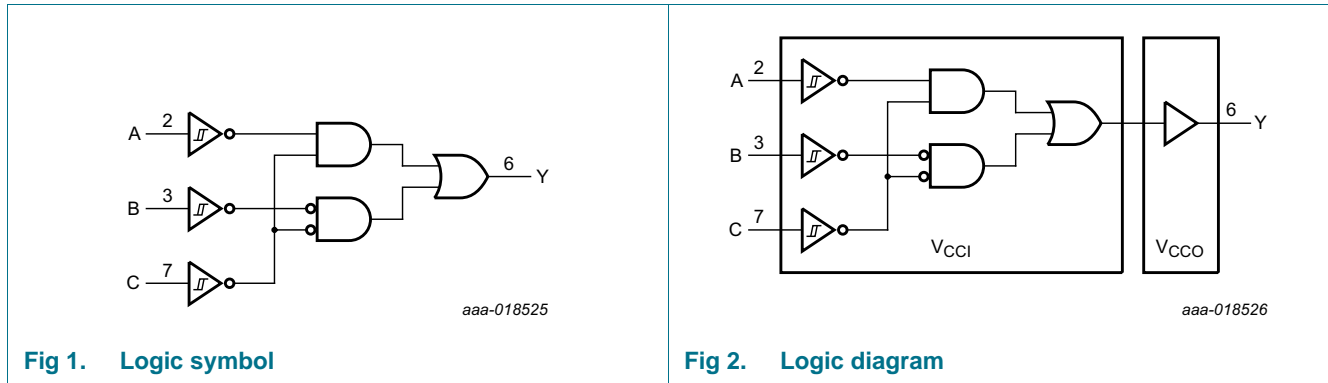 A 2
B 3
C 7
6 Y
aaa-018525
Fig 1. Logic symbol
A 2
B 3
C 7
6 Y
VCCI
VCCO
aaa-018526
Fig 2. Logic diagram